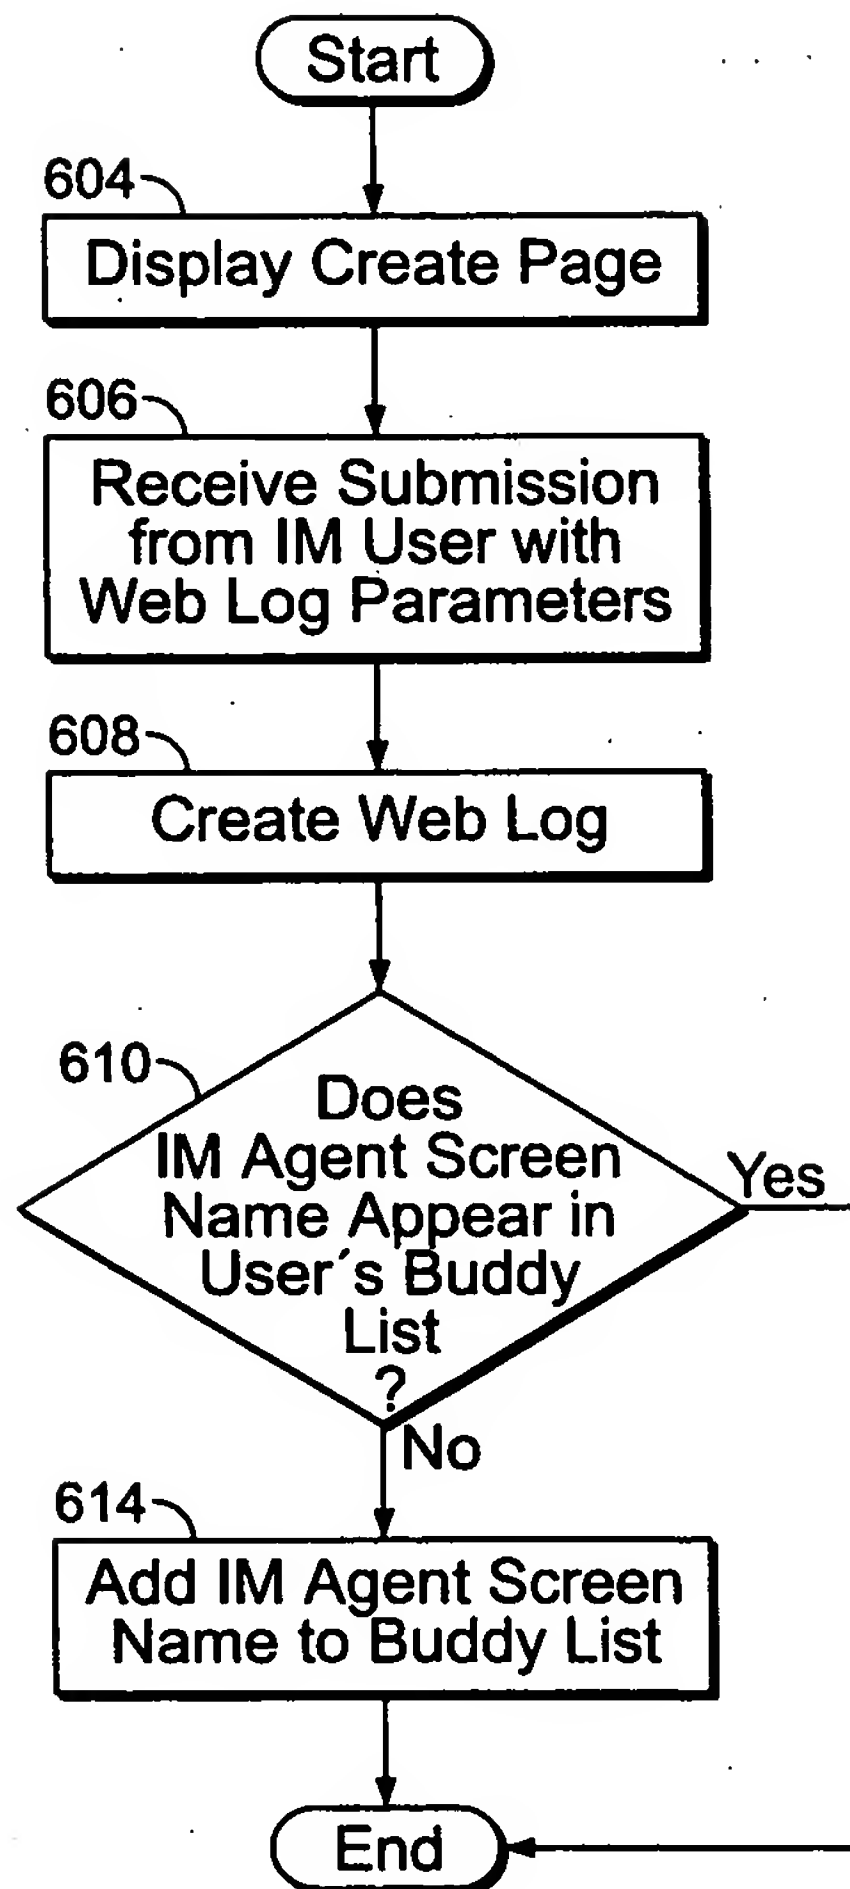 Start
604
Display Create Page
606
Receive Submission
from IM User with
Web Log Parameters
608
Create Web Log
610
Does
IM Agent Screen
Name Appear in
User´s Buddy
List
?
Yes
No
614
Add IM Agent Screen
Name to Buddy List
End